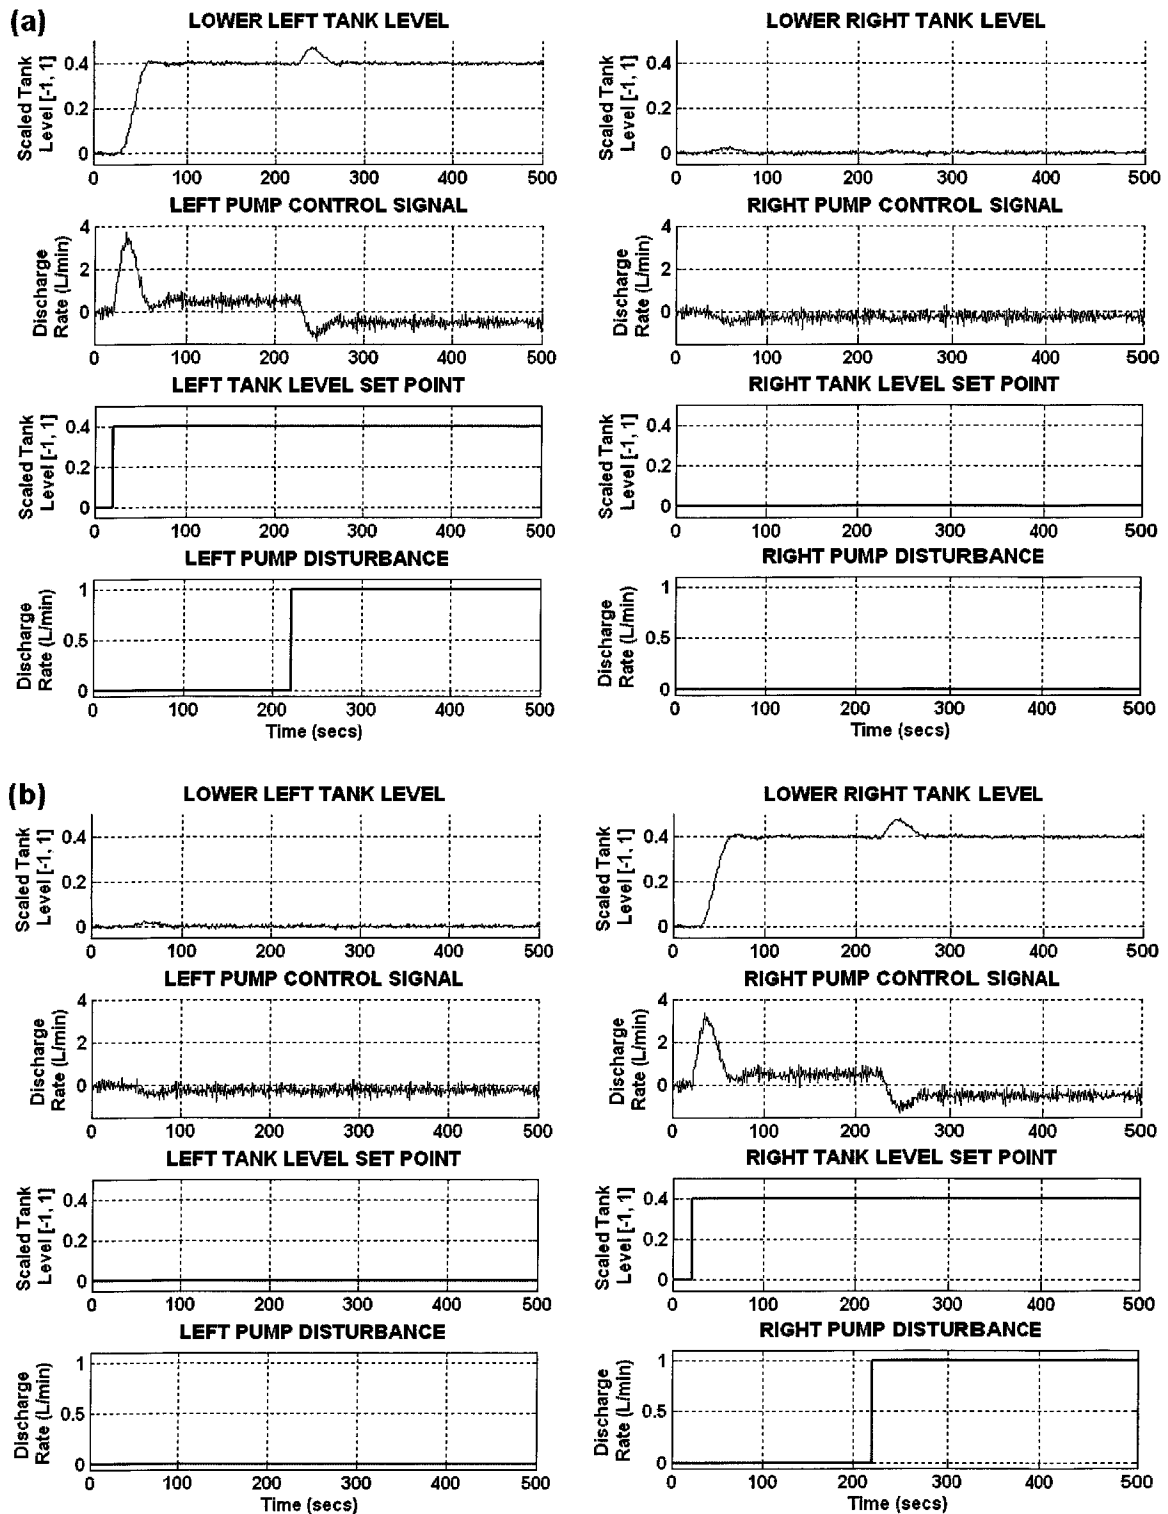 (a)
LOWER LEFT TANK LEVEL
Scaled Tank
Level [-1, 1]
0.4
0.2
0
0 100 200 300 400 500
LOWER RIGHT TANK LEVEL
Scaled Tank
Level [-1, 1]
0.4
0.2
0
0 100 200 300 400 500
LEFT PUMP CONTROL SIGNAL
Discharge
Rate (L/min)
4
2
0
0 100 200 300 400 500
RIGHT PUMP CONTROL SIGNAL
Discharge
Rate (L/min)
4
2
0
0 100 200 300 400 500
LEFT TANK LEVEL SET POINT
Scaled Tank
Level [-1, 1]
0.4
0.2
0
0 100 200 300 400 500
RIGHT TANK LEVEL SET POINT
Scaled Tank
Level [-1, 1]
0.4
0.2
0
0 100 200 300 400 500
LEFT PUMP DISTURBANCE
Discharge
Rate (L/min)
1
0.5
0
0 100 200 300 400 500
Time (secs)
RIGHT PUMP DISTURBANCE
Discharge
Rate (L/min)
1
0.5
0
0 100 200 300 400 500
Time (secs)
(b)
LOWER LEFT TANK LEVEL
Scaled Tank
Level [-1, 1]
0.4
0.2
0
0 100 200 300 400 500
LOWER RIGHT TANK LEVEL
Scaled Tank
Level [-1, 1]
0.4
0.2
0
0 100 200 300 400 500
LEFT PUMP CONTROL SIGNAL
Discharge
Rate (L/min)
4
2
0
0 100 200 300 400 500
RIGHT PUMP CONTROL SIGNAL
Discharge
Rate (L/min)
4
2
0
0 100 200 300 400 500
LEFT TANK LEVEL SET POINT
Scaled Tank
Level [-1, 1]
0.4
0.2
0
0 100 200 300 400 500
RIGHT TANK LEVEL SET POINT
Scaled Tank
Level [-1, 1]
0.4
0.2
0
0 100 200 300 400 500
LEFT PUMP DISTURBANCE
Discharge
Rate (L/min)
1
0.5
0
0 100 200 300 400 500
Time (secs)
RIGHT PUMP DISTURBANCE
Discharge
Rate (L/min)
1
0.5
0
0 100 200 300 400 500
Time (secs)